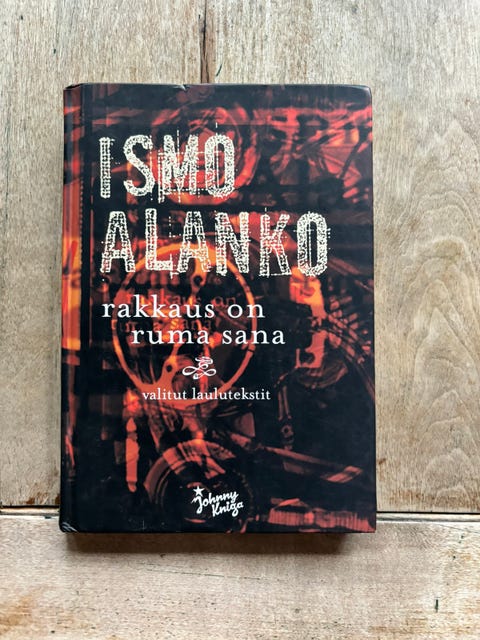 ISMO
ALANKO
rakkaus on
ruma sana
valitut laulutekstit
Johnny
Kniga